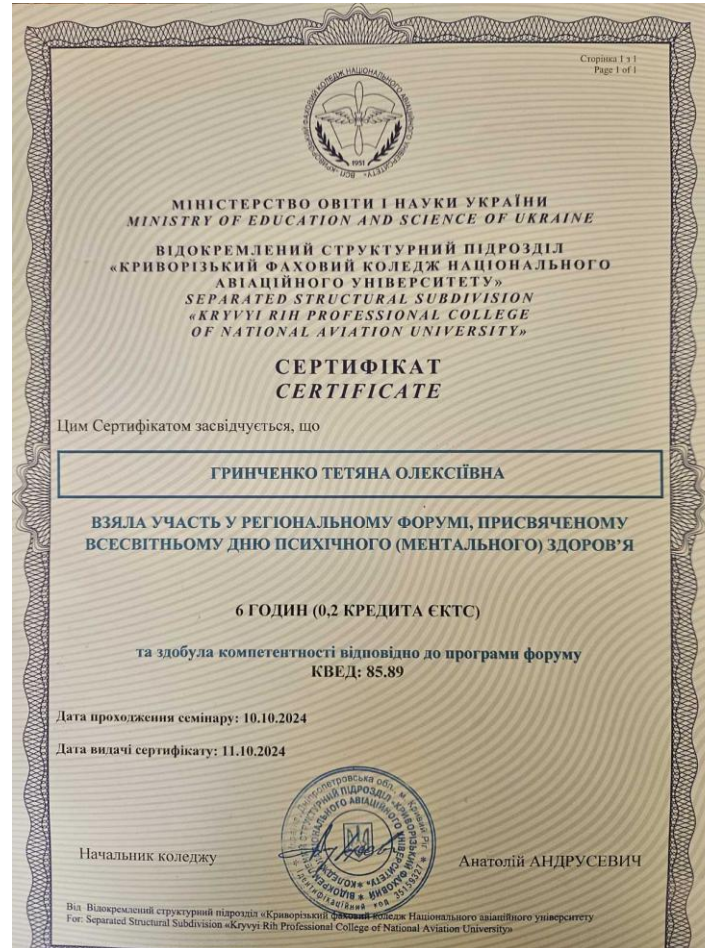 Сторінка 1 з 1
Page 1 of 1
1951
МІНІСТЕРСТВО ОСВІТИ І НАУКИ УКРАЇНИ
MINISTRY OF EDUCATION AND SCIENCE OF UKRAINE
ВІДОКРЕМЛЕНИЙ СТРУКТУРНИЙ ПІДРОЗДІЛ
«КРИВОРІЗЬКИЙ ФАХОВИЙ КОЛЕДЖ НАЦІОНАЛЬНОГО
АВІАЦІЙНОГО УНІВЕРСИТЕТУ»
SEPARATED STRUCTURAL SUBDIVISION
«KRYVYI RIH PROFESSIONAL COLLEGE
OF NATIONAL AVIATION UNIVERSITY»
СЕРТИФІКАТ
CERTIFICATE
Цим Сертифікатом засвідчується, що
ГРИНЧЕНКО ТЕТЯНА ОЛЕКСІЇВНА
ВЗЯЛА УЧАСТЬ У РЕГІОНАЛЬНОМУ ФОРУМІ, ПРИСВЯЧЕНОМУ
ВСЕСВІТНЬОМУ ДНЮ ПСИХІЧНОГО (МЕНТАЛЬНОГО) ЗДОРОВ’Я
6 ГОДИН (0,2 КРЕДИТА ЄКТС)
та здобула компетентності відповідно до програми форуму
КВЕД: 85.89
Дата проходження семінару: 10.10.2024
Дата видачі сертифікату: 11.10.2024
Начальник коледжу
Анатолій АНДРУСЕВИЧ
Від Відокремлений структурний підрозділ «Криворізький фаховий коледж Національного авіаційного університету
For: Separated Structural Subdivision «Kryvyi Rih Professional College of National Aviation University»